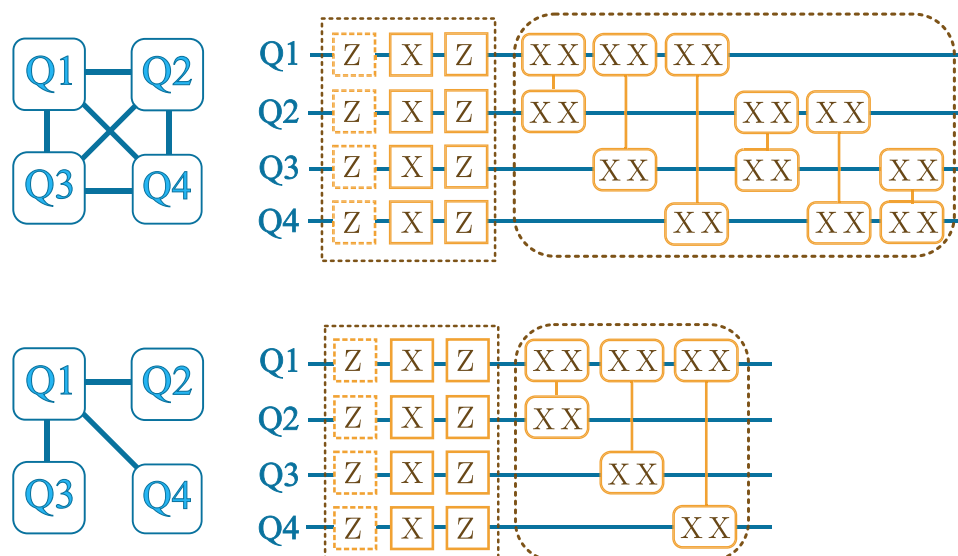 Q1 Q2
Q3 Q4
Q1 Z X Z XX XX XX
Q2 Z X Z XX XX XX
Q3 Z X Z XX XX XX
Q4 Z X Z XX XX XX
Q1 Q2
Q3 Q4
Q1 Z X Z XX XX XX
Q2 Z X Z XX
Q3 Z X Z XX
Q4 Z X Z XX